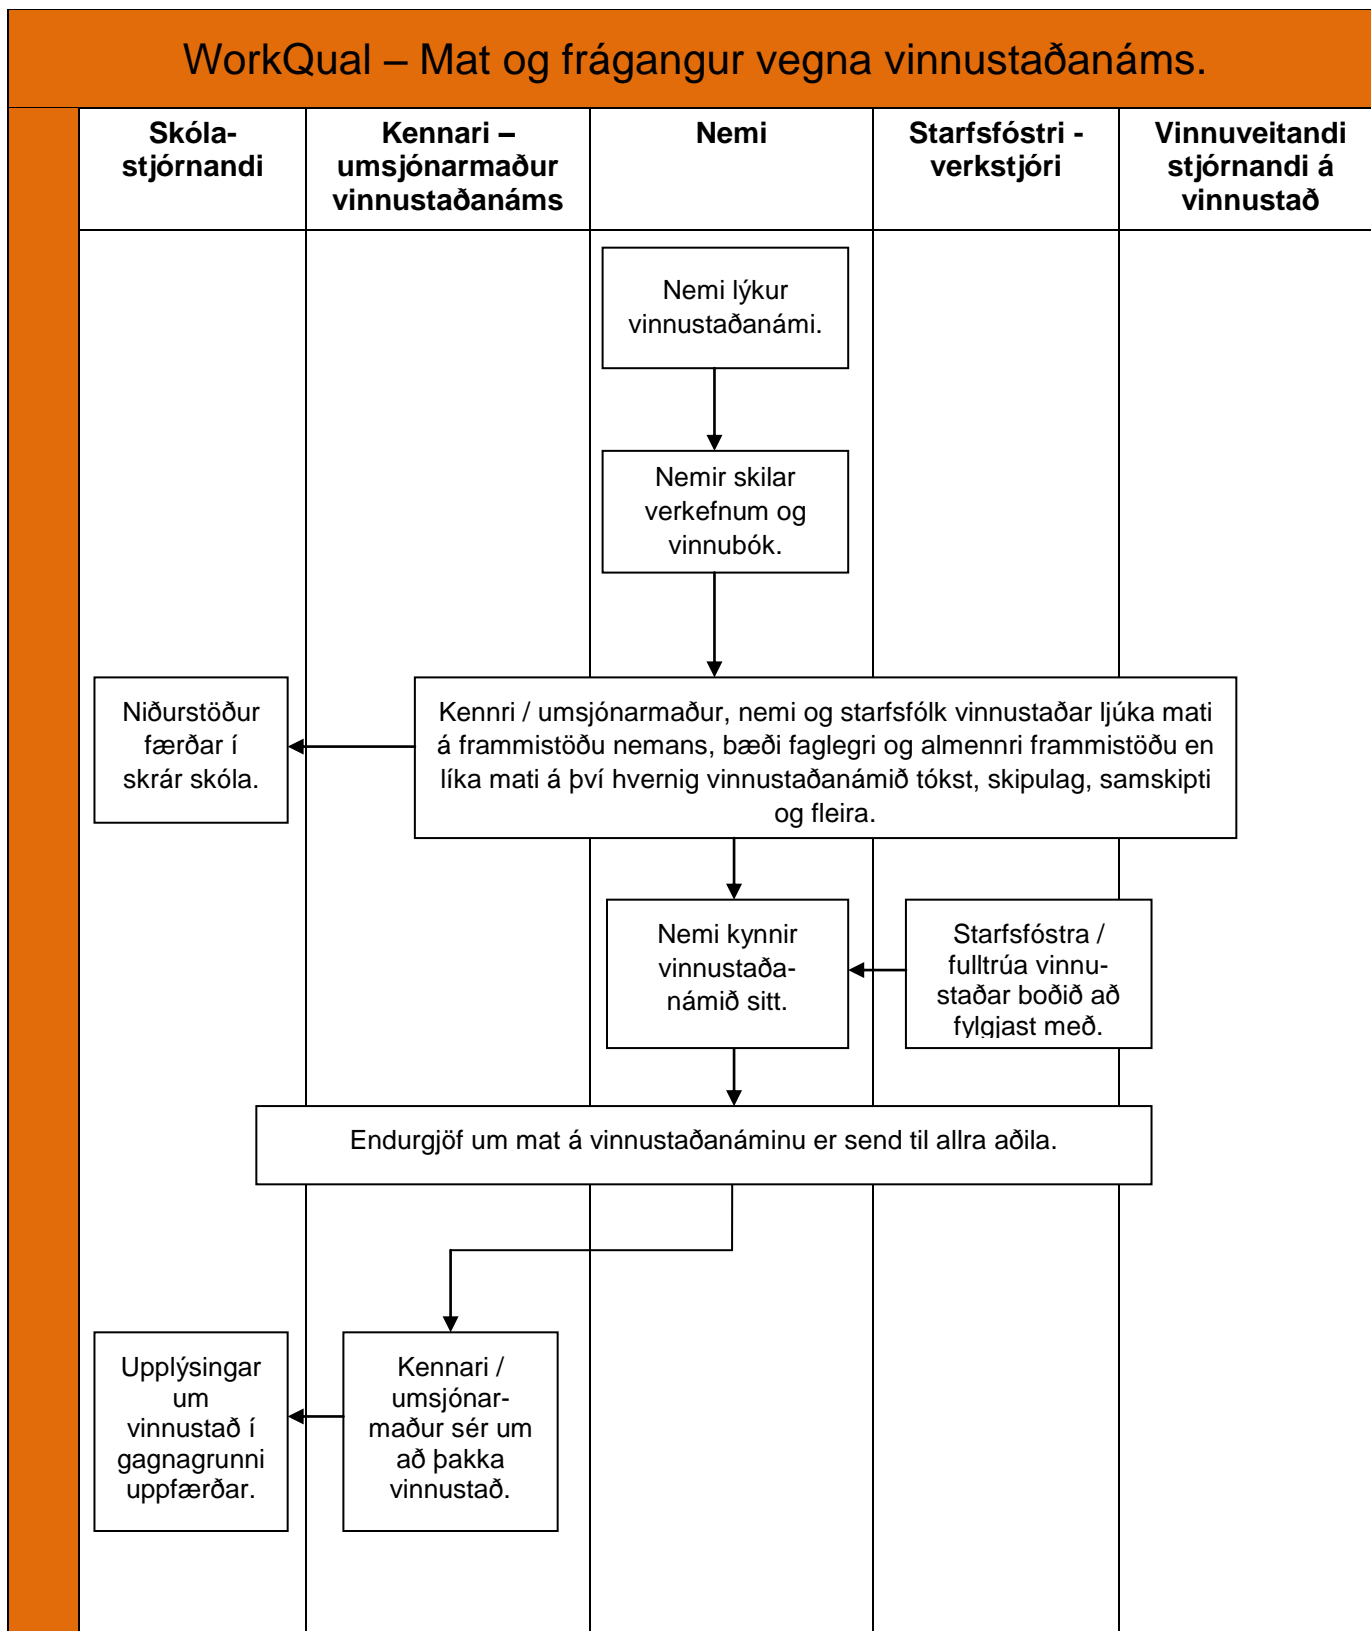 WorkQual – Mat og frágangur vegna vinnustaðanáms.
Skóla-
stjórnandi
Kennari –
umsjónarmaður
vinnustaðanáms
Nemi
Starfsfóstri -
verkstjóri
Vinnuveitandi
stjórnandi á
vinnustað
Nemi lýkur
vinnustaðanámi.
Nemir skilar
verkefnum og
vinnubók.
Niðurstöður
færðar í
skrár skóla.
Kennri / umsjónarmaður, nemi og starfsfólk vinnustaðar ljúka mati
á frammistöðu nemans, bæði faglegri og almennri frammistöðu en
líka mati á því hvernig vinnustaðanámið tókst, skipulag, samskipti
og fleira.
Nemi kynnir
vinnustaða-
námið sitt.
Starfsfóstra /
fulltrúa vinnu-
staðar boðið að
fylgjast með.
Endurgjöf um mat á vinnustaðanáminu er send til allra aðila.
Upplýsingar
um
vinnustað í
gagnagrunni
uppfærðar.
Kennari /
umsjónar-
maður sér um
að þakka
vinnustað.